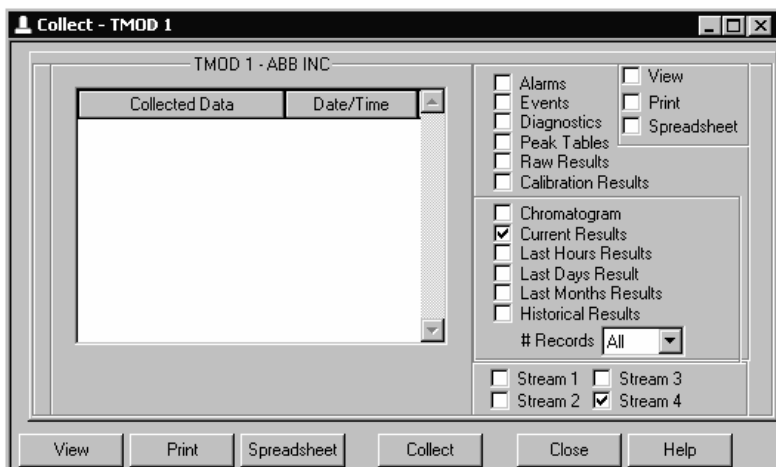 Collect - TMOD 1
TMOD 1 - ABB INC
Collected Data Date/Time
Alarms
Events
Diagnostics
Peak Tables
Raw Results
Calibration Results
View
Print
Spreadsheet
Chromatogram
Current Results
Last Hours Results
Last Days Result
Last Months Results
Historical Results
# Records All
Stream 1 Stream 3
Stream 2 Stream 4
View Print Spreadsheet Collect Close Help